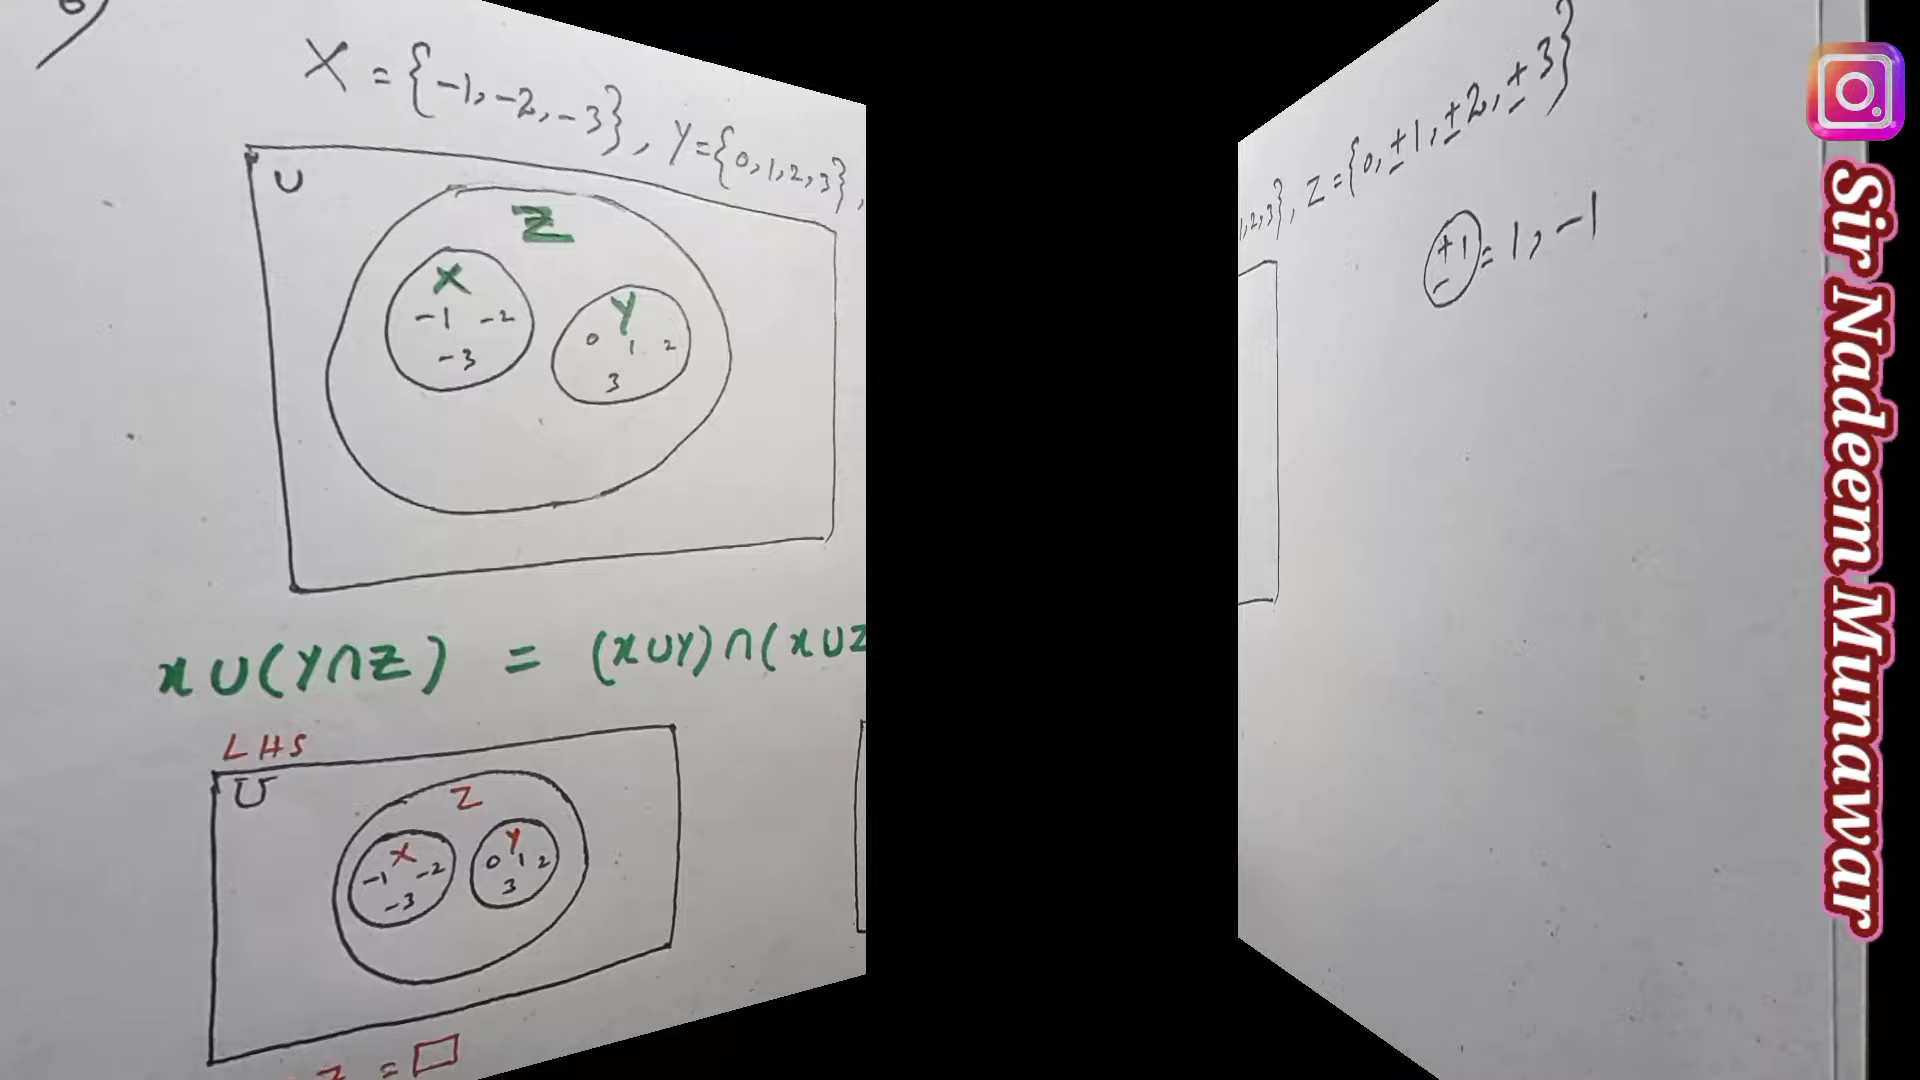 X = {-1, -2, -3}, Y = {0, 1, 2, 3},
U
Z
X
-1 -2
-3
Y
0 1 2
3
x∪(Y∩Z) = (x∪Y)∩(x∪Z
LHS
U
Z
X
-1 -2
-3
Y
0 1 2
3
Z = □
1, 2, 3}, Z = {0, ±1, ±2, ±3}
±1 = 1, -1
Sir Nadeem Munawar